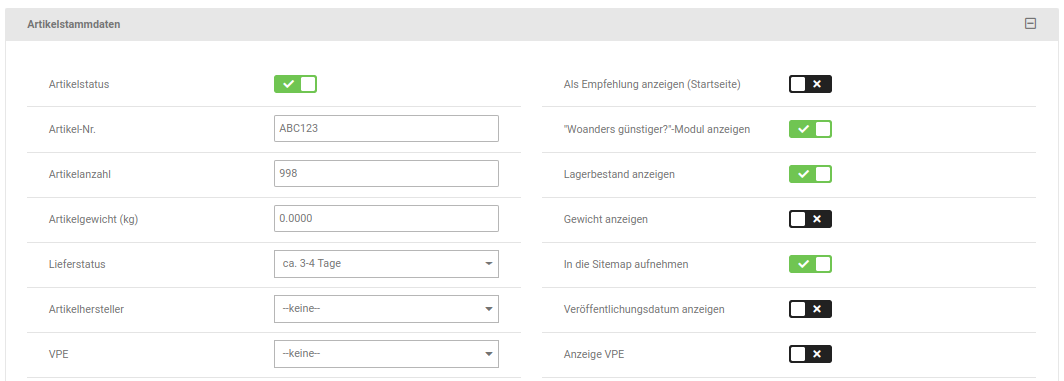 Artikelstammdaten
Artikelstatus
Als Empfehlung anzeigen (Startseite)
Artikel-Nr. ABC123
"Woanders günstiger?"-Modul anzeigen
Artikelanzahl 998
Lagerbestand anzeigen
Artikelgewicht (kg) 0.0000
Gewicht anzeigen
Lieferstatus ca. 3-4 Tage
In die Sitemap aufnehmen
Artikelhersteller --keine--
Veröffentlichungsdatum anzeigen
VPE --keine--
Anzeige VPE